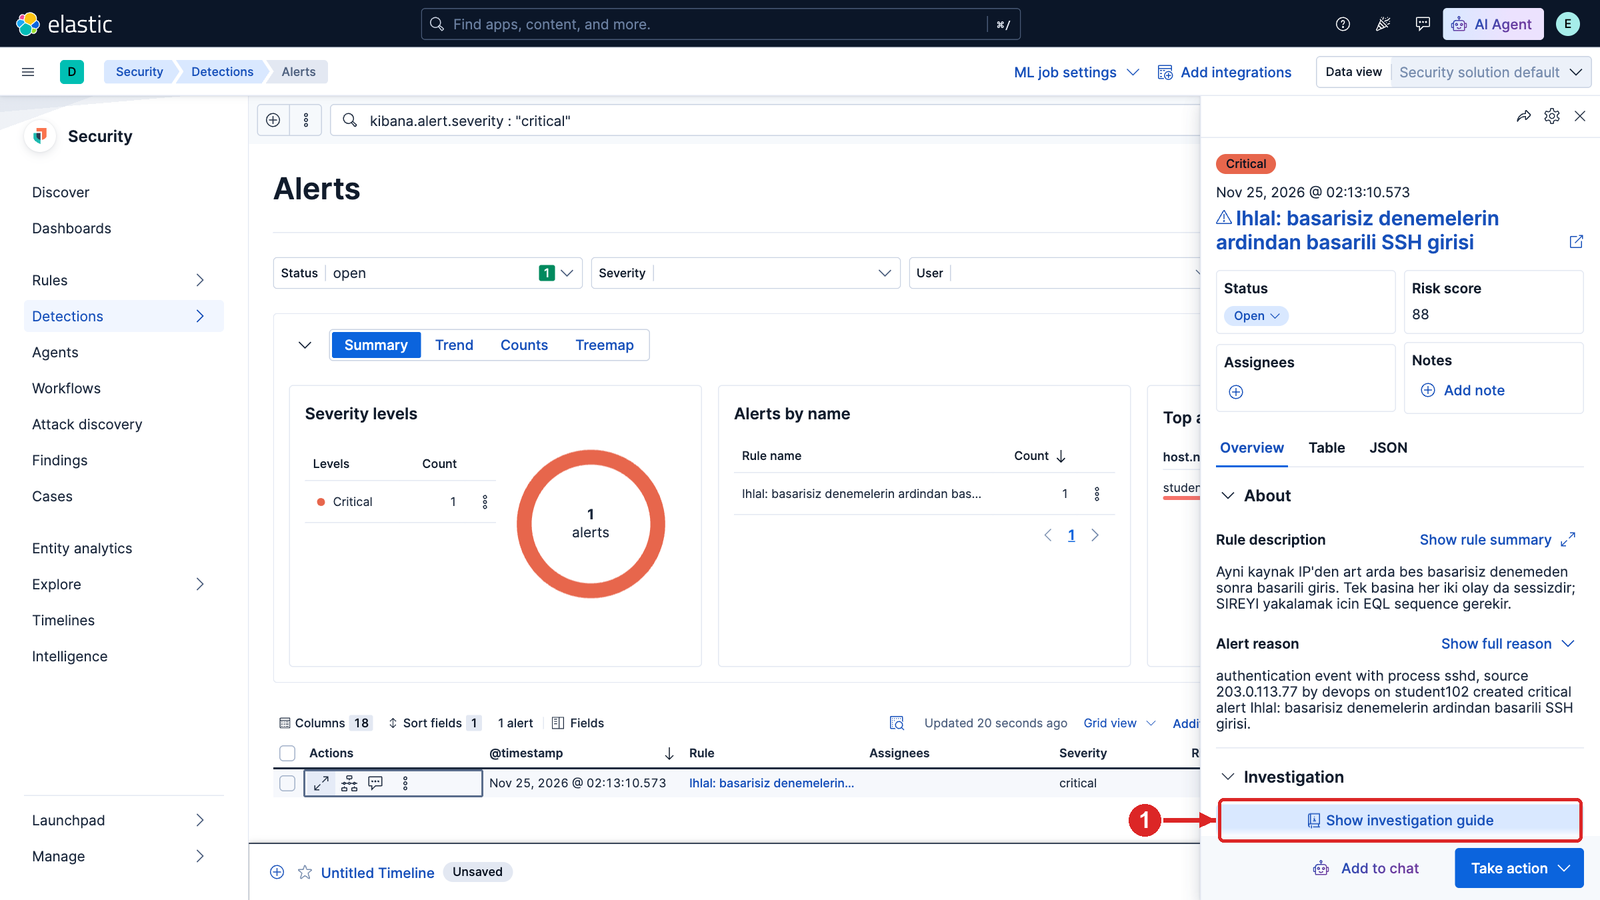 elastic
Find apps, content, and more.
⌘/
AI Agent
E
D
Security
Detections
Alerts
ML job settings
Add integrations
Data view
Security solution default
Security
Discover
Dashboards
Rules
Detections
Agents
Workflows
Attack discovery
Findings
Cases
Entity analytics
Explore
Timelines
Intelligence
Launchpad
Manage
kibana.alert.severity : "critical"
Alerts
Status open 1
Severity
User
Summary
Trend
Counts
Treemap
Severity levels
Levels Count
Critical 1
1
alerts
Alerts by name
Rule name Count
Ihlal: basarisiz denemelerin ardindan bas... 1
1
Top a
host.n
studen
Columns 18
Sort fields 1
1 alert
Fields
Updated 20 seconds ago
Grid view
Addi
Actions @timestamp Rule Assignees Severity R
Nov 25, 2026 @ 02:13:10.573 Ihlal: basarisiz denemelerin... critical
Untitled Timeline
Unsaved
Critical
Nov 25, 2026 @ 02:13:10.573
Ihlal: basarisiz denemelerin
ardindan basarili SSH girisi
Status
Open
Risk score
88
Assignees
Notes
Add note
Overview
Table
JSON
About
Rule description
Show rule summary
Ayni kaynak IP'den art arda bes basarisiz denemeden
sonra basarili giris. Tek basina her iki olay da sessizdir;
SIREYI yakalamak icin EQL sequence gerekir.
Alert reason
Show full reason
authentication event with process sshd, source
203.0.113.77 by devops on student102 created critical
alert Ihlal: basarisiz denemelerin ardindan basarili SSH
girisi.
Investigation
1
Show investigation guide
Add to chat
Take action